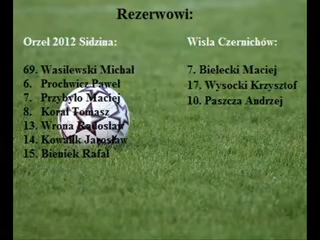 Rezerwowi:
Orzeł 2012 Sidzina:
69. Wasilewski Michał
6. Prochwicz Paweł
7. Przybyło Maciej
8. Koral Tomasz
13. Wrona Radosław
14. Kowalik Jarosław
15. Bieniek Rafał
Wisła Czernichów:
7. Bielecki Maciej
17. Wysocki Krzysztof
10. Paszcza Andrzej